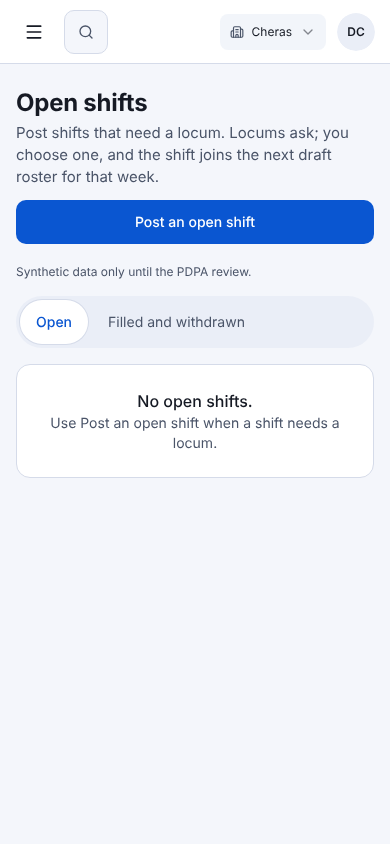 Cheras
DC
Open shifts
Post shifts that need a locum. Locums ask; you
choose one, and the shift joins the next draft
roster for that week.
Post an open shift
Synthetic data only until the PDPA review.
Open
Filled and withdrawn
No open shifts.
Use Post an open shift when a shift needs a
locum.